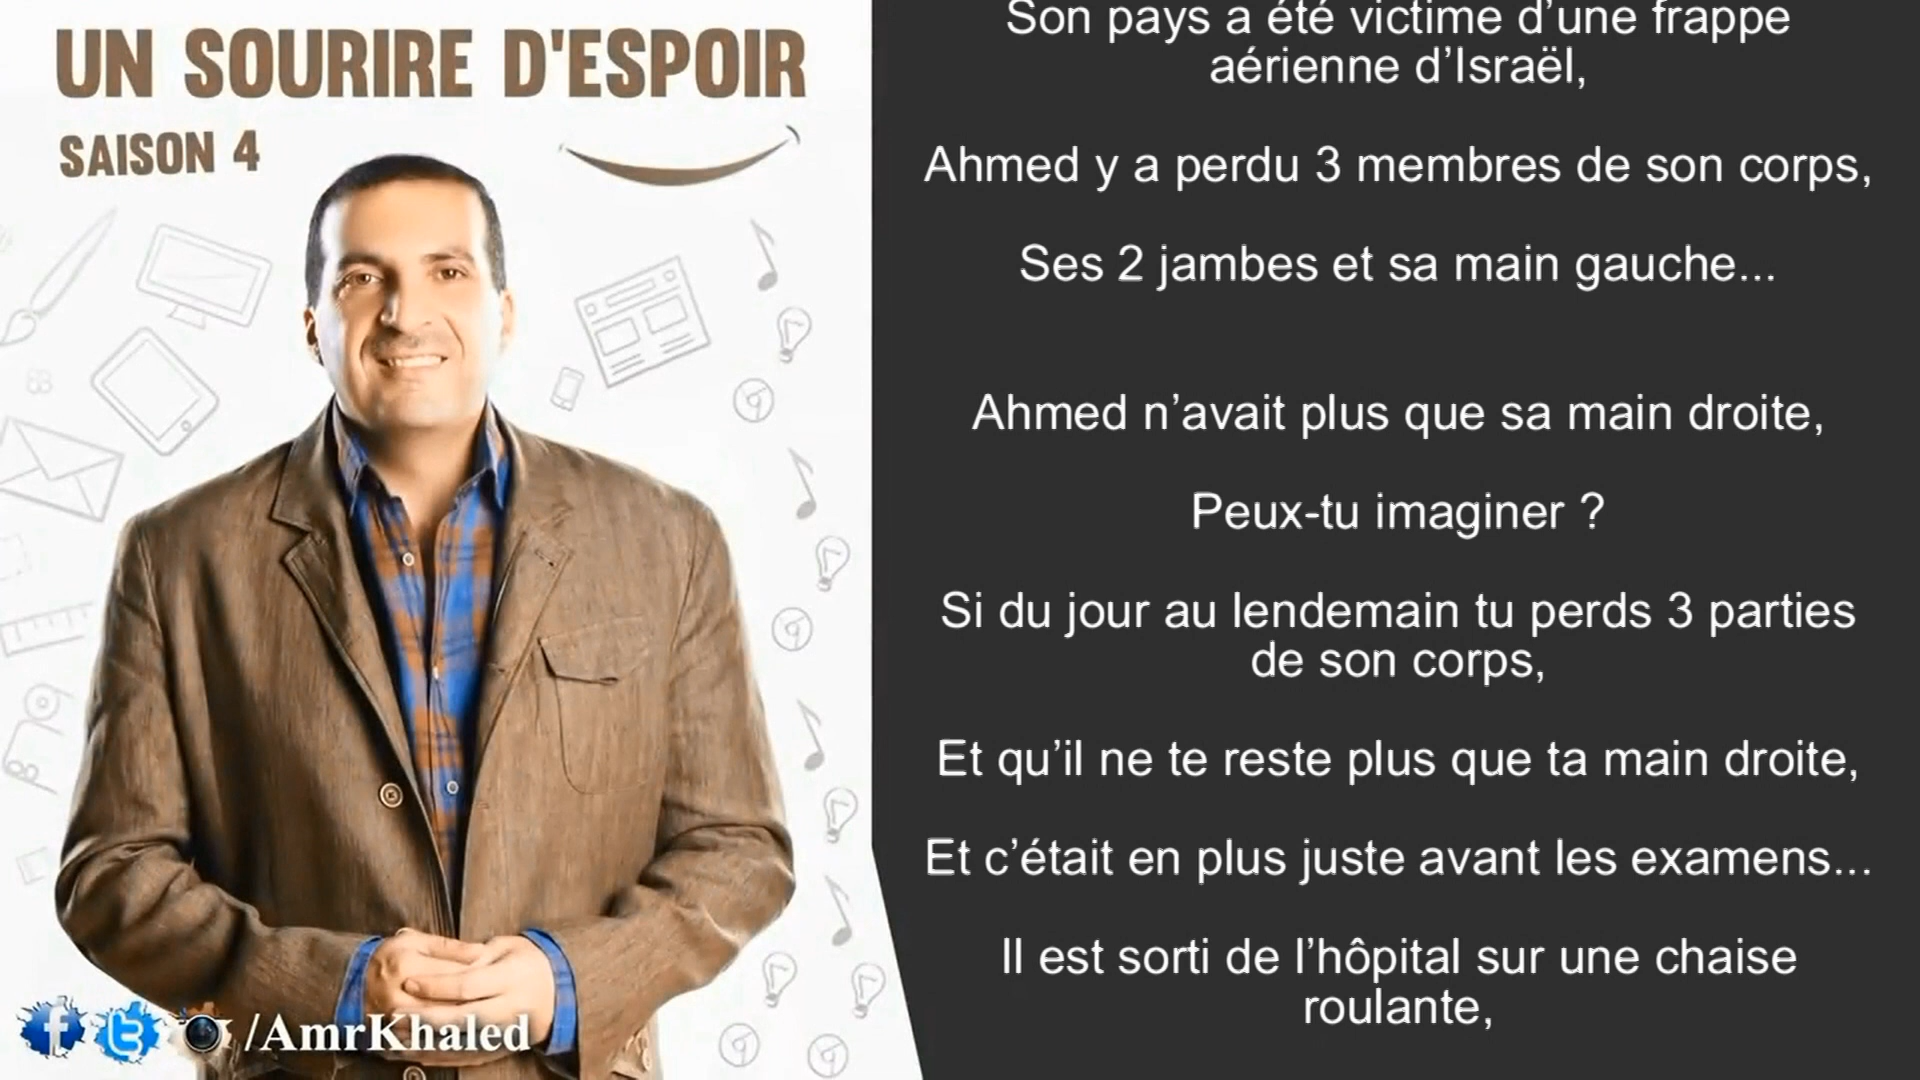 UN SOURIRE D'ESPOIR
SAISON 4
/AmrKhaled
Son pays a été victime d’une frappe
aérienne d’Israël,
Ahmed y a perdu 3 membres de son corps,
Ses 2 jambes et sa main gauche...
Ahmed n’avait plus que sa main droite,
Peux-tu imaginer ?
Si du jour au lendemain tu perds 3 parties
de son corps,
Et qu’il ne te reste plus que ta main droite,
Et c’était en plus juste avant les examens...
Il est sorti de l’hôpital sur une chaise
roulante,